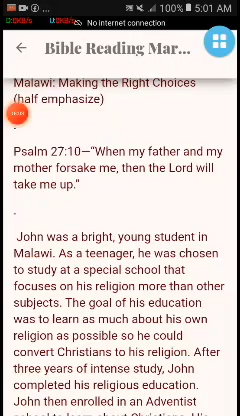 100% 5:01 AM
No internet connection
Bible Reading Mar...
Malawi: Making the Right Choices
(half emphasize)
.
Psalm 27:10—“When my father and my
mother forsake me, then the Lord will
take me up.”
.
John was a bright, young student in
Malawi. As a teenager, he was chosen
to study at a special school that
focuses on his religion more than other
subjects. The goal of his education
was to learn as much about his own
religion as possible so he could
convert Christians to his religion. After
three years of intense study, John
completed his religious education.
John then enrolled in an Adventist